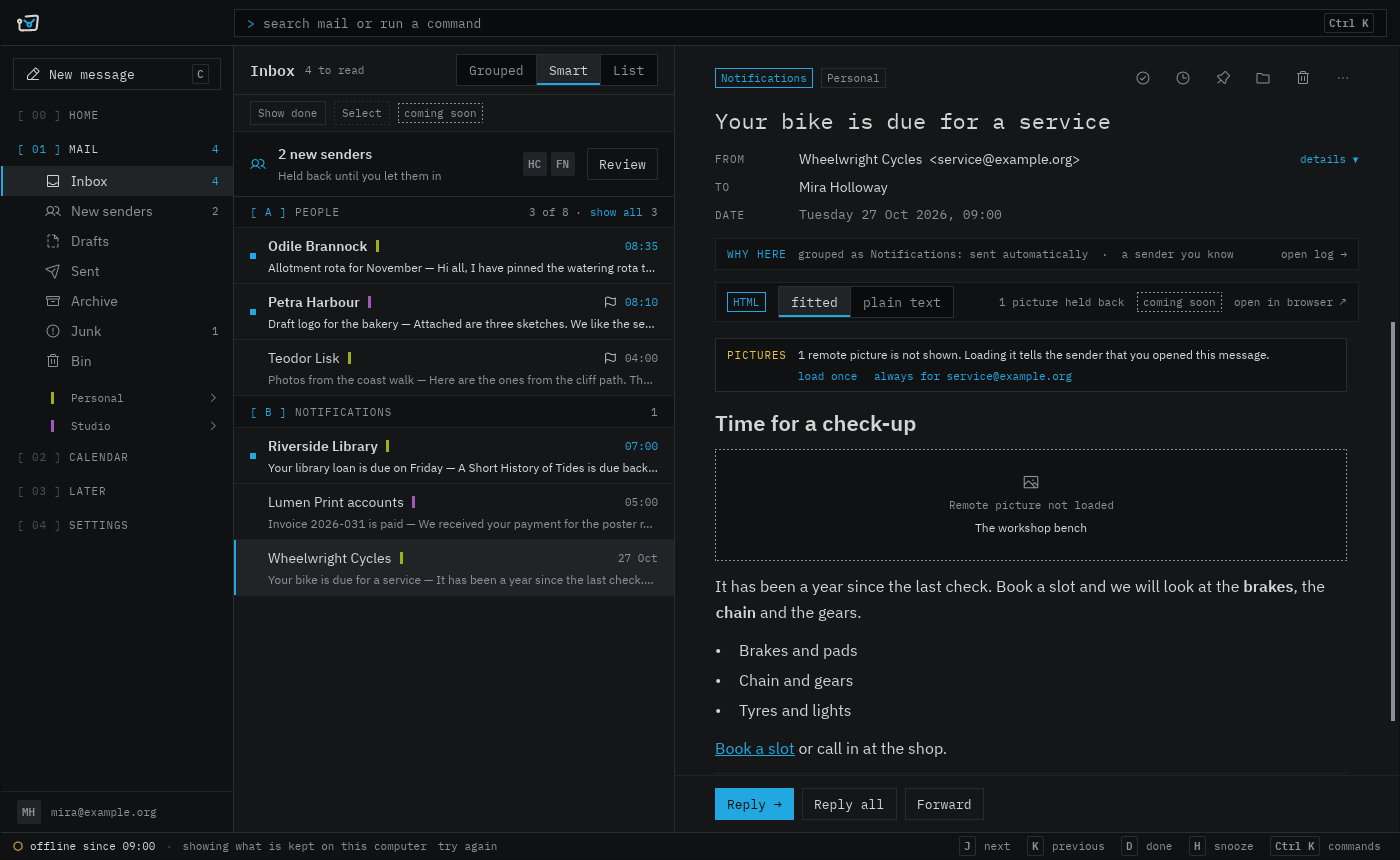 > search mail or run a command Ctrl K
New message C
[ 00 ] HOME
[ 01 ] MAIL 4
Inbox 4
New senders 2
Drafts
Sent
Archive
Junk 1
Bin
Personal
Studio
[ 02 ] CALENDAR
[ 03 ] LATER
[ 04 ] SETTINGS
MH mira@example.org
Inbox 4 to read Grouped Smart List
Show done Select coming soon
2 new senders
Held back until you let them in
HC FN Review
[ A ] PEOPLE 3 of 8 · show all 3
Odile Brannock 08:35
Allotment rota for November — Hi all, I have pinned the watering rota t…
Petra Harbour 08:10
Draft logo for the bakery — Attached are three sketches. We like the se…
Teodor Lisk 04:00
Photos from the coast walk — Here are the ones from the cliff path. Th…
[ B ] NOTIFICATIONS 1
Riverside Library 07:00
Your library loan is due on Friday — A Short History of Tides is due back…
Lumen Print accounts 05:00
Invoice 2026-031 is paid — We received your payment for the poster r…
Wheelwright Cycles 27 Oct
Your bike is due for a service — It has been a year since the last check.…
Notifications Personal
Your bike is due for a service
FROM Wheelwright Cycles <service@example.org> details ▾
TO Mira Holloway
DATE Tuesday 27 Oct 2026, 09:00
WHY HERE grouped as Notifications: sent automatically · a sender you know open log →
HTML fitted plain text 1 picture held back coming soon open in browser ↗
PICTURES 1 remote picture is not shown. Loading it tells the sender that you opened this message.
load once always for service@example.org
Time for a check-up
Remote picture not loaded
The workshop bench
It has been a year since the last check. Book a slot and we will look at the brakes, the
chain and the gears.
• Brakes and pads
• Chain and gears
• Tyres and lights
Book a slot or call in at the shop.
Reply → Reply all Forward
offline since 09:00 · showing what is kept on this computer try again
J next K previous D done H snooze Ctrl K commands